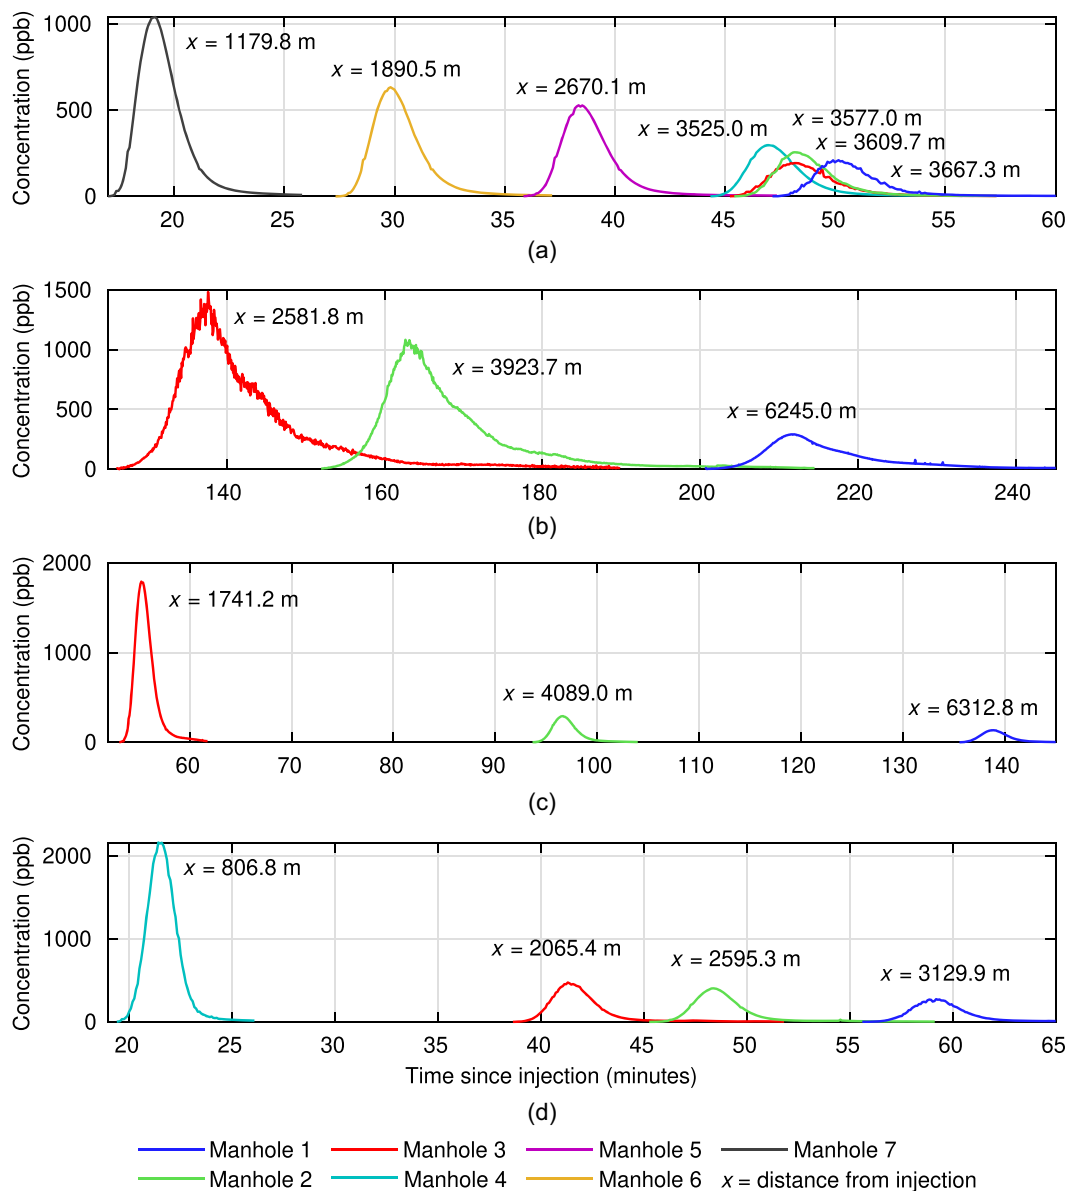 Concentration (ppb)
1000
500
0
x = 1179.8 m
x = 1890.5 m
x = 2670.1 m
x = 3525.0 m
x = 3577.0 m
x = 3609.7 m
x = 3667.3 m
20 25 30 35 40 45 50 55 60
(a)
Concentration (ppb)
1500
1000
500
0
x = 2581.8 m
x = 3923.7 m
x = 6245.0 m
140 160 180 200 220 240
(b)
Concentration (ppb)
2000
1000
0
x = 1741.2 m
x = 4089.0 m
x = 6312.8 m
60 70 80 90 100 110 120 130 140
(c)
Concentration (ppb)
2000
1000
0
x = 806.8 m
x = 2065.4 m
x = 2595.3 m
x = 3129.9 m
20 25 30 35 40 45 50 55 60 65
Time since injection (minutes)
(d)
Manhole 1 Manhole 3 Manhole 5 Manhole 7
Manhole 2 Manhole 4 Manhole 6 x = distance from injection